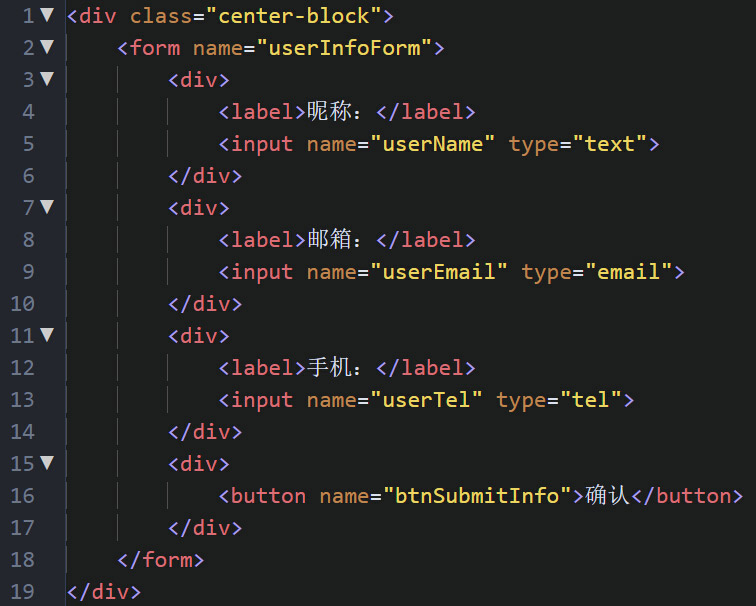 1 ▼ <div class="center-block">
2 ▼     <form name="userInfoForm">
3 ▼         <div>
4             <label>昵称：</label>
5             <input name="userName" type="text">
6         </div>
7 ▼         <div>
8             <label>邮箱：</label>
9             <input name="userEmail" type="email">
10         </div>
11 ▼         <div>
12             <label>手机：</label>
13             <input name="userTel" type="tel">
14         </div>
15 ▼         <div>
16             <button name="btnSubmitInfo">确认</button>
17         </div>
18     </form>
19 </div>